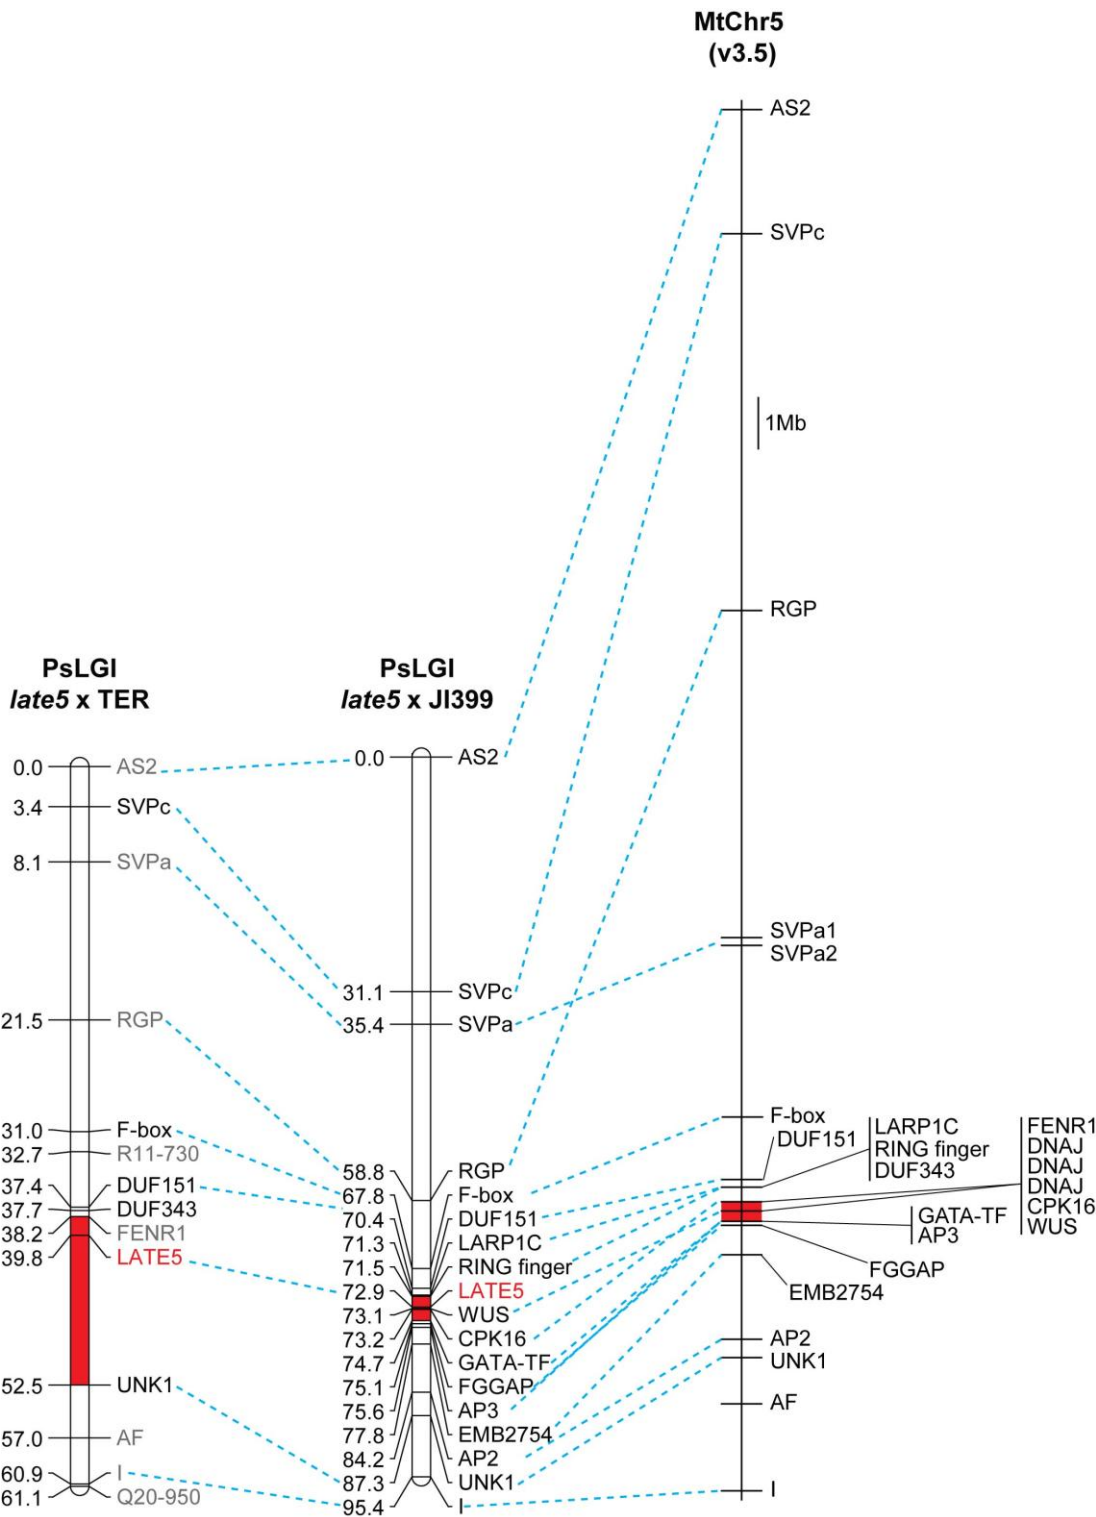 MtChr5
(v3.5)
AS2
SVPc
1Mb
RGP
SVPa1
SVPa2
F-box
DUF151
LARP1C
RING finger
DUF343
FENR1
DNAJ
DNAJ
DNAJ
CPK16
WUS
GATA-TF
AP3
FGGAP
EMB2754
AP2
UNK1
AF
I
PsLGI
late5 x TER
0.0 AS2
3.4 SVPc
8.1 SVPa
21.5 RGP
31.0 F-box
32.7 R11-730
37.4 DUF151
37.7 DUF343
38.2 FENR1
39.8 LATE5
52.5 UNK1
57.0 AF
60.9 I
61.1 Q20-950
PsLGI
late5 x JI399
0.0 AS2
31.1 SVPc
35.4 SVPa
58.8 RGP
67.8 F-box
70.4 DUF151
71.3 LARP1C
71.5 RING finger
72.9 LATE5
73.1 WUS
73.2 CPK16
74.7 GATA-TF
75.1 FGGAP
75.6 AP3
77.8 EMB2754
84.2 AP2
87.3 UNK1
95.4 I